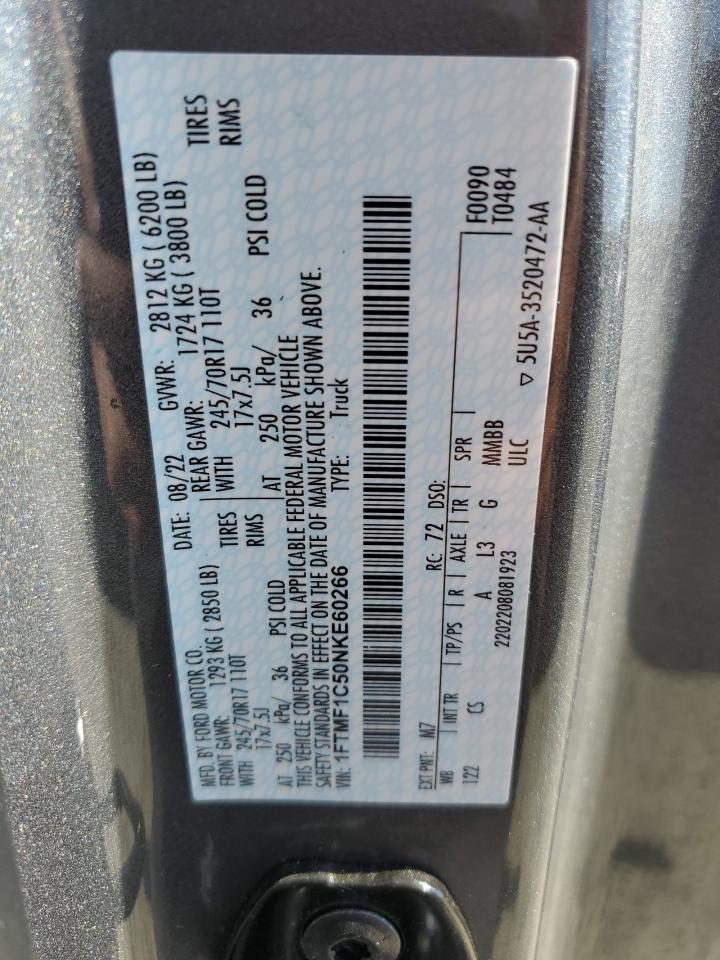 MFD. BY FORD MOTOR CO. DATE: 08/22 GVWR: 2812 KG ( 6200 LB)
FRONT GAWR: 1293 KG ( 2850 LB) REAR GAWR: 1724 KG ( 3800 LB)
WITH 245/70R17 110T TIRES WITH 245/70R17 110T TIRES
17x7.5J RIMS 17x7.5J RIMS
AT 250 kPa/ 36 PSI COLD AT 250 kPa/ 36 PSI COLD
THIS VEHICLE CONFORMS TO ALL APPLICABLE FEDERAL MOTOR VEHICLE
SAFETY STANDARDS IN EFFECT ON THE DATE OF MANUFACTURE SHOWN ABOVE.
VIN: 1FTMF1C50NKE60266 TYPE: Truck
EXT PNT: M7 RC: 72 DSO: F0090
WB INT TR TP/PS R AXLE TR SPR T0484
122 CS A L3 G MMBB
2202208081923 ULC
▽ 5U5A-3520472-AA